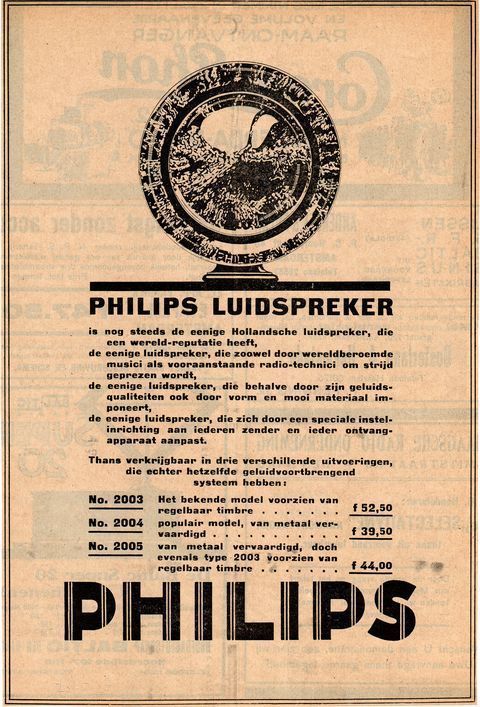 PHILIPS LUIDSPREKER
is nog steeds de eenige Hollandsche luidspreker, die
een wereld-reputatie heeft,
de eenige luidspreker, die zoowel door wereldberoemde
musici als vooraanstaande radio-technici om strijd
geprezen wordt,
de eenige luidspreker, die behalve door zijn geluids-
qualiteiten ook door vorm en mooi materiaal im-
poneert,
de eenige luidspreker, die zich door een speciale instel-
inrichting aan iederen zender en ieder ontvang-
apparaat aanpast.
Thans verkrijgbaar in drie verschillende uitvoeringen,
die echter hetzelfde geluidvoortbrengend
systeem hebben:
No. 2003 Het bekende model voorzien van
regelbaar timbre . . . . . . . f 52,50
No. 2004 populair model, van metaal ver-
vaardigd . . . . . . . . . . . f 39,50
No. 2005 van metaal vervaardigd, doch
evenals type 2003 voorzien van
regelbaar timbre . . . . . . . f 44,00
PHILIPS